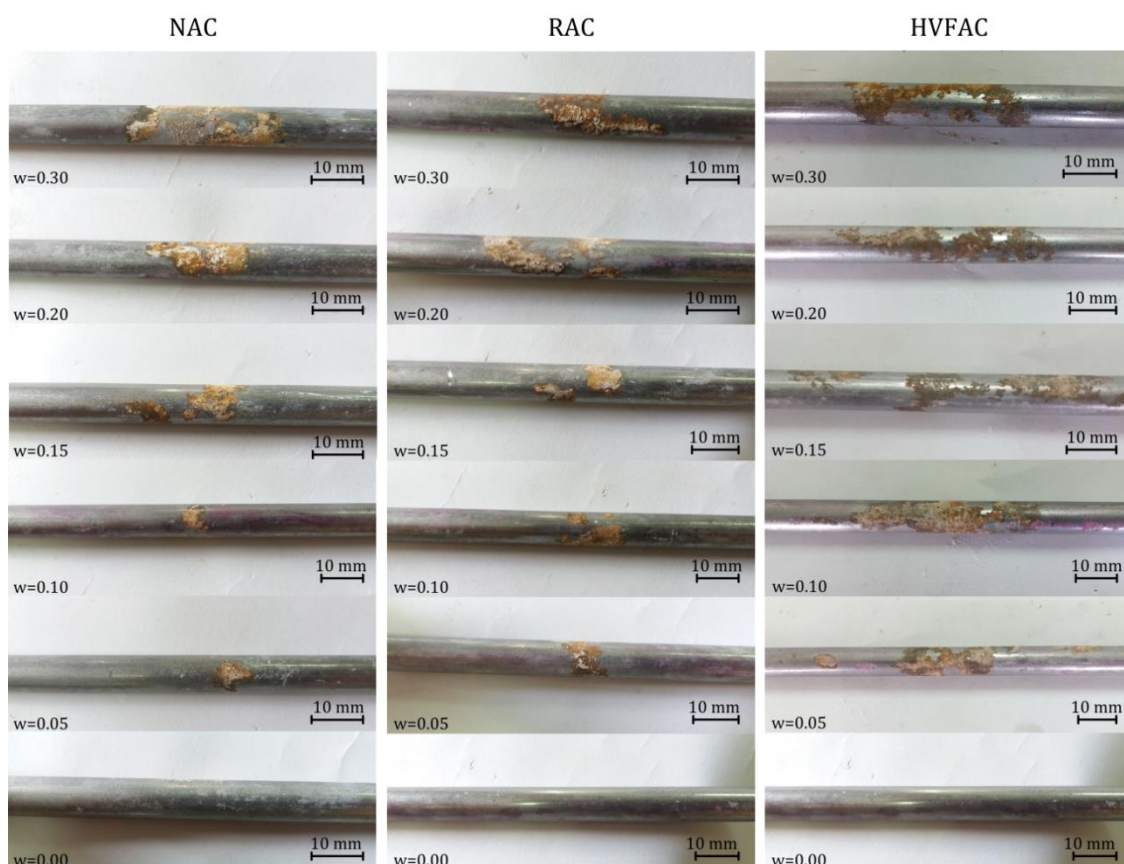 NAC RAC HVFAC
10 mm 10 mm 10 mm
w=0.30 w=0.30 w=0.30
10 mm 10 mm 10 mm
w=0.20 w=0.20 w=0.20
10 mm 10 mm 10 mm
w=0.15 w=0.15 w=0.15
10 mm 10 mm 10 mm
w=0.10 w=0.10 w=0.10
10 mm 10 mm 10 mm
w=0.05 w=0.05 w=0.05
10 mm 10 mm 10 mm
w=0.00 w=0.00 w=0.00